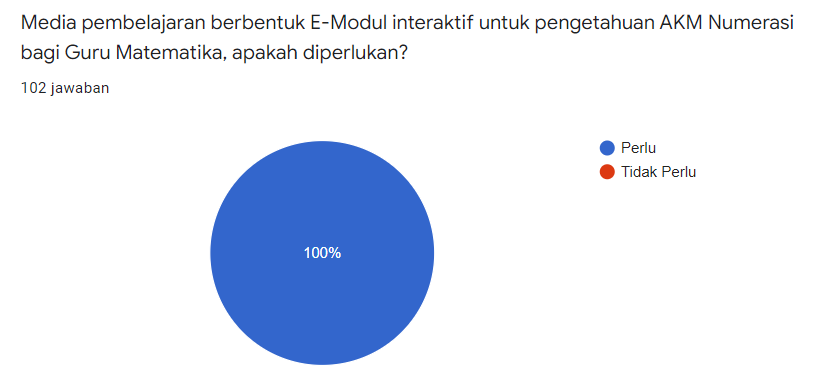 Media pembelajaran berbentuk E-Modul interaktif untuk pengetahuan AKM Numerasi
bagi Guru Matematika, apakah diperlukan?
102 jawaban
Perlu
Tidak Perlu
100%